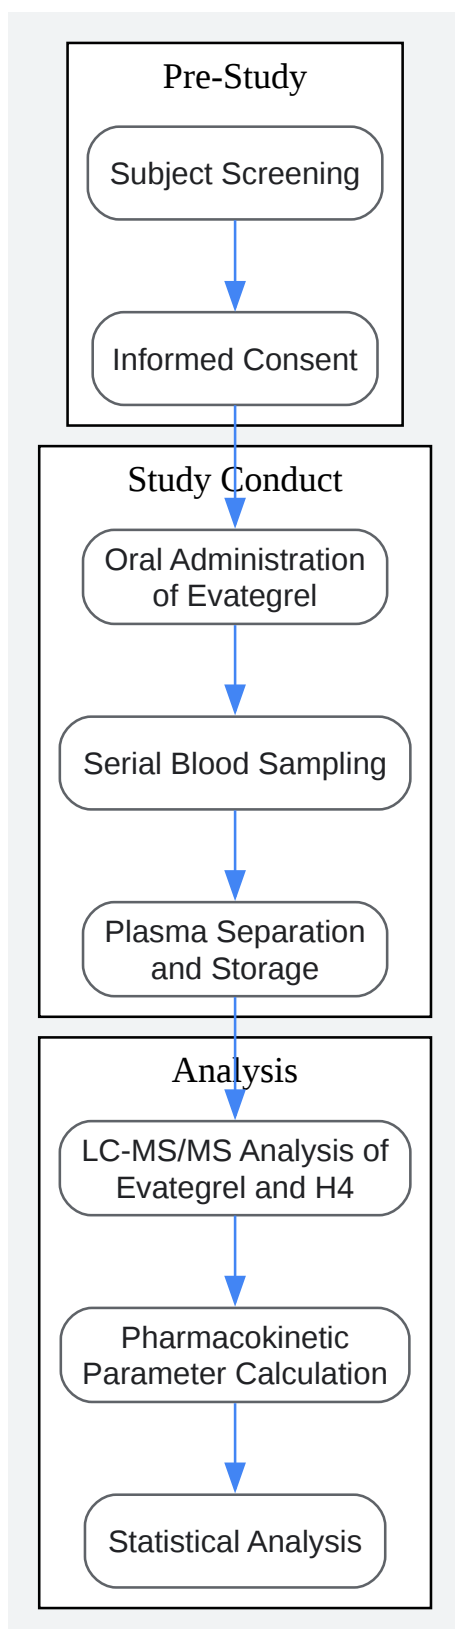 Pre-Study
Subject Screening
Informed Consent
Study Conduct
Oral Administration
of Evategrel
Serial Blood Sampling
Plasma Separation
and Storage
Analysis
LC-MS/MS Analysis of
Evategrel and H4
Pharmacokinetic
Parameter Calculation
Statistical Analysis